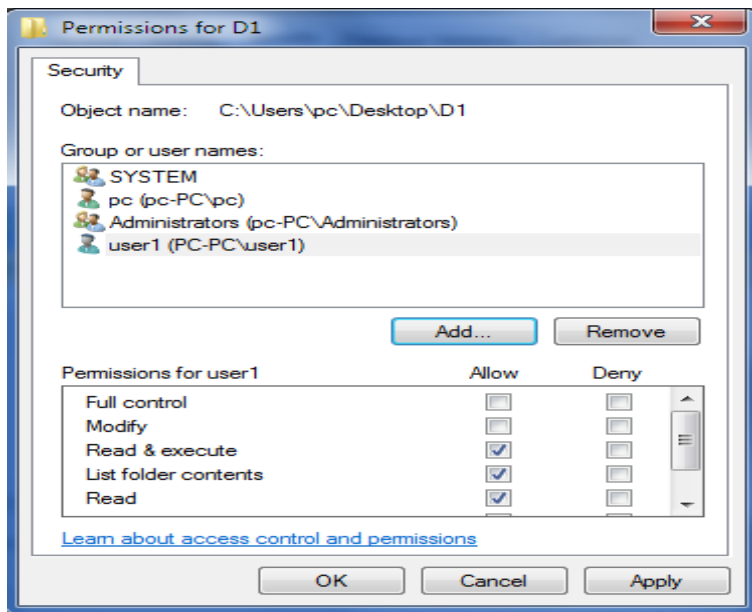 Permissions for D1
Security
Object name: C:\Users\pc\Desktop\D1
Group or user names:
SYSTEM
pc (pc-PC\pc)
Administrators (pc-PC\Administrators)
user1 (PC-PC\user1)
Add... Remove
Permissions for user1 Allow Deny
Full control
Modify
Read & execute
List folder contents
Read
Learn about access control and permissions
OK Cancel Apply